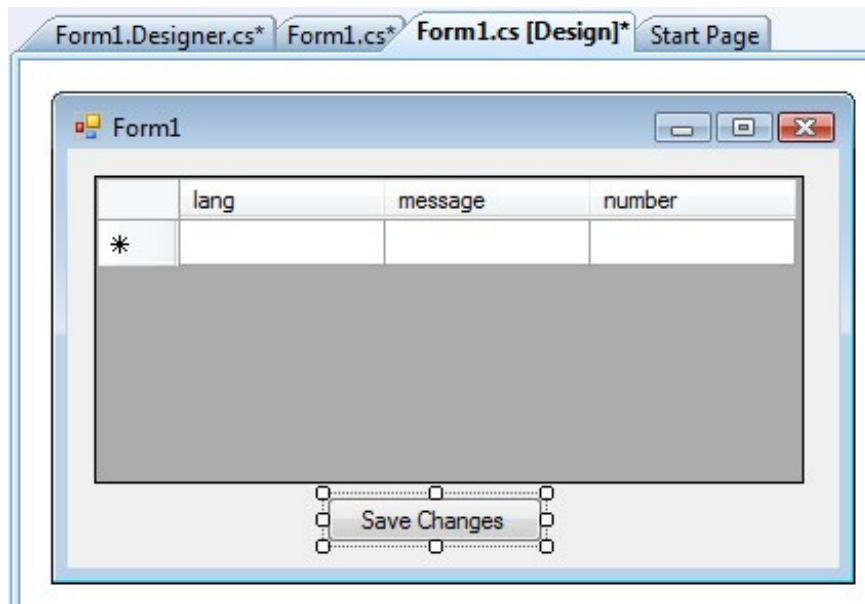 Form1.Designer.cs* Form1.cs* Form1.cs [Design]* Start Page
Form1
lang message number
Save Changes